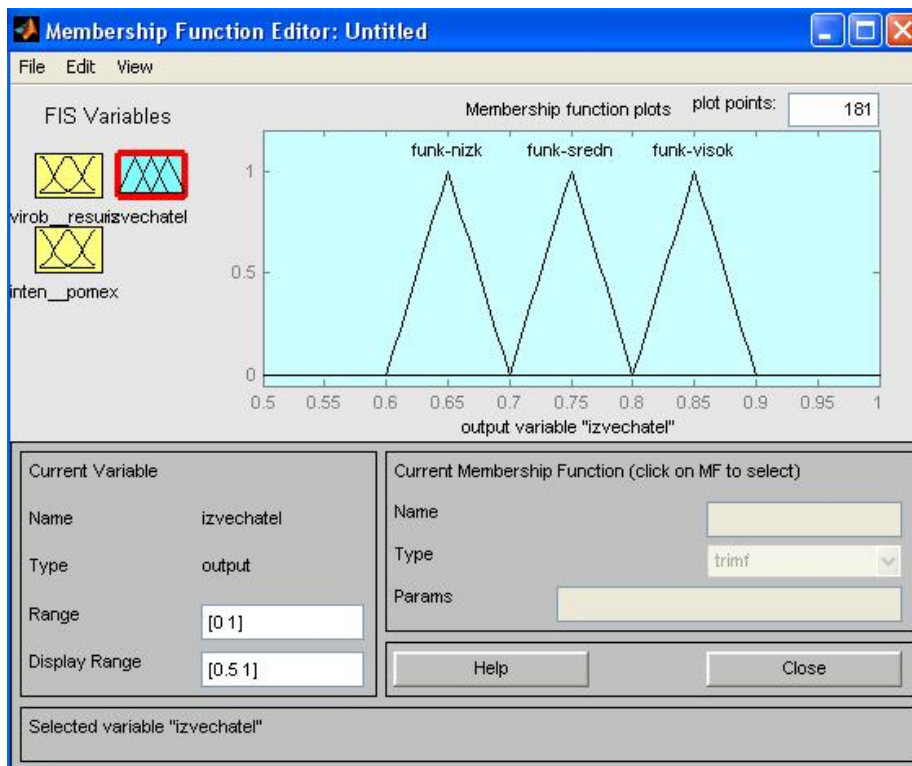 Membership Function Editor: Untitled
File Edit View
FIS Variables
Membership function plots
plot points: 181
funk-nizk funk-sredn funk-visok
1
0.5
0
0.5 0.55 0.6 0.65 0.7 0.75 0.8 0.85 0.9 0.95 1
output variable "izvechatel"
izvechatel
inten__pomex
Current Variable
Name izvechatel
Type output
Range [0 1]
Display Range [0.5 1]
Current Membership Function (click on MF to select)
Name
Type trimf
Params
Help Close
Selected variable "izvechatel"